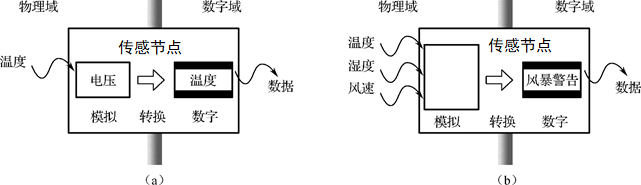 物理域 数字域
传感节点
温度
电压
温度
数据
模拟 转换 数字
(a)
物理域 数字域
传感节点
温度
湿度
风速
风暴警告
数据
模拟 转换 数字
(b)